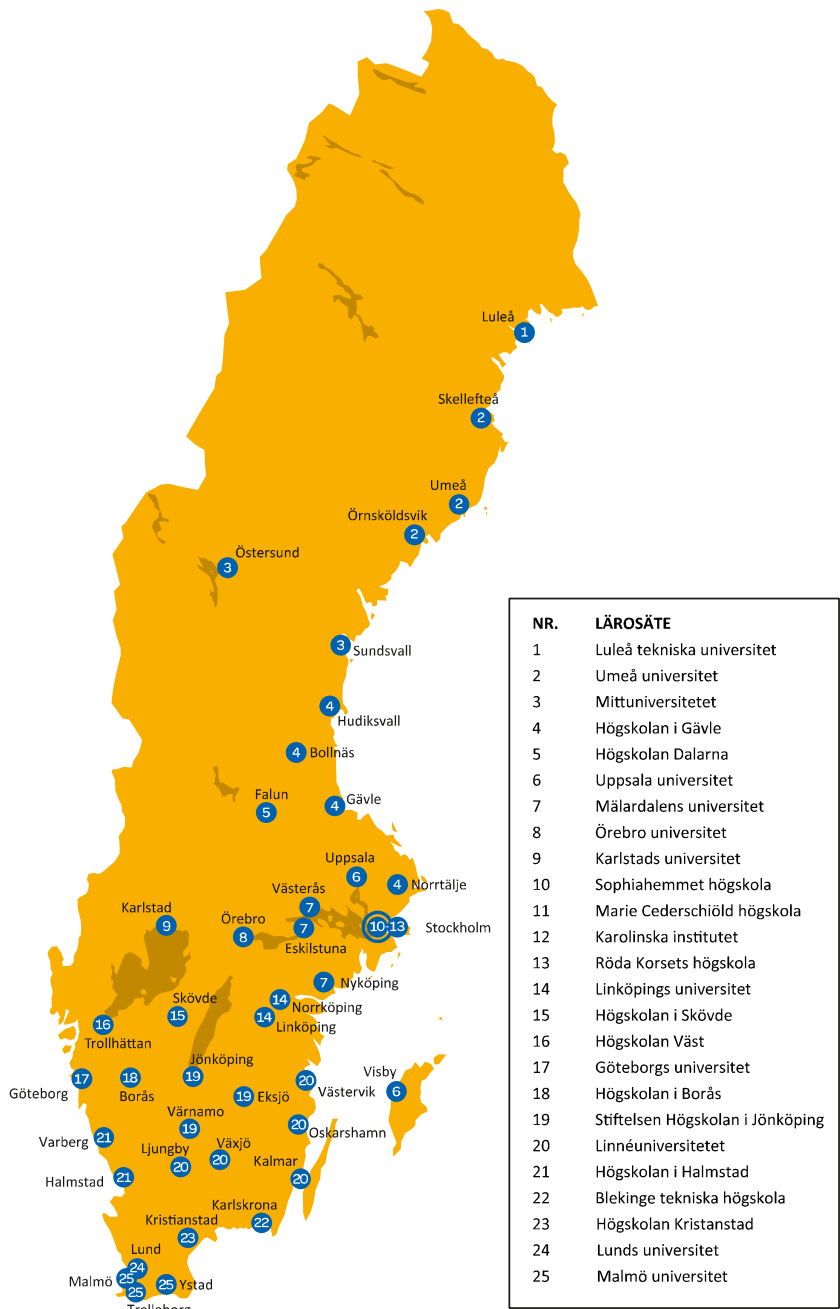 Luleå
1
Skellefteå
2
Umeå
2
Örnsköldsvik
2
Östersund
3
3
Sundsvall
4
Hudiksvall
4 Bollnäs
Falun
5
Gävle
4
Uppsala
6
4 Norrtälje
Västerås
7
Karlstad
9
Örebro
8
7
Eskilstuna
10-13 Stockholm
7
Nyköping
14
Norrköping
14
Linköping
Skövde
15
16
Trollhättan
Jönköping
19
17
Göteborg
18
Borås
19 Eksjö
20
Västervik
Visby
6
Värnamo
19
20
Oskarshamn
21
Varberg
Ljungby
20
Växjö
20
Kalmar
20
21
Halmstad
Karlskrona
22
Kristianstad
23
Lund
24
Malmö 25
25 Ystad
25
Trelleborg
NR. LÄROSÄTE
1 Luleå tekniska universitet
2 Umeå universitet
3 Mittuniversitetet
4 Högskolan i Gävle
5 Högskolan Dalarna
6 Uppsala universitet
7 Mälardalens universitet
8 Örebro universitet
9 Karlstads universitet
10 Sophiahemmet högskola
11 Marie Cederschiöld högskola
12 Karolinska institutet
13 Röda Korsets högskola
14 Linköpings universitet
15 Högskolan i Skövde
16 Högskolan Väst
17 Göteborgs universitet
18 Högskolan i Borås
19 Stiftelsen Högskolan i Jönköping
20 Linnéuniversitetet
21 Högskolan i Halmstad
22 Blekinge tekniska högskola
23 Högskolan Kristanstad
24 Lunds universitet
25 Malmö universitet